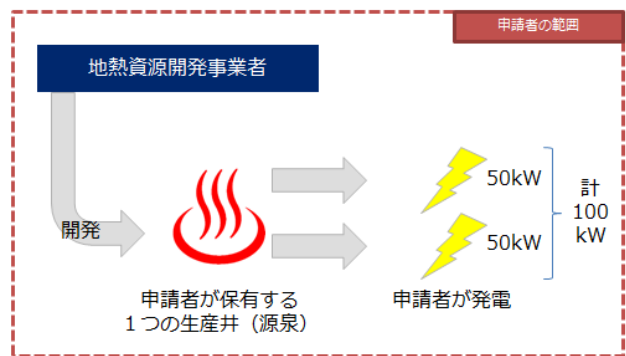 申請者の範囲
地熱資源開発事業者
開発
50kW
50kW
計
100
kW
申請者が保有する
１つの生産井（源泉）
申請者が発電